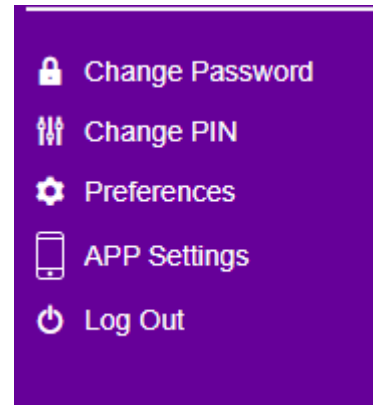 Change Password
Change PIN
Preferences
APP Settings
Log Out